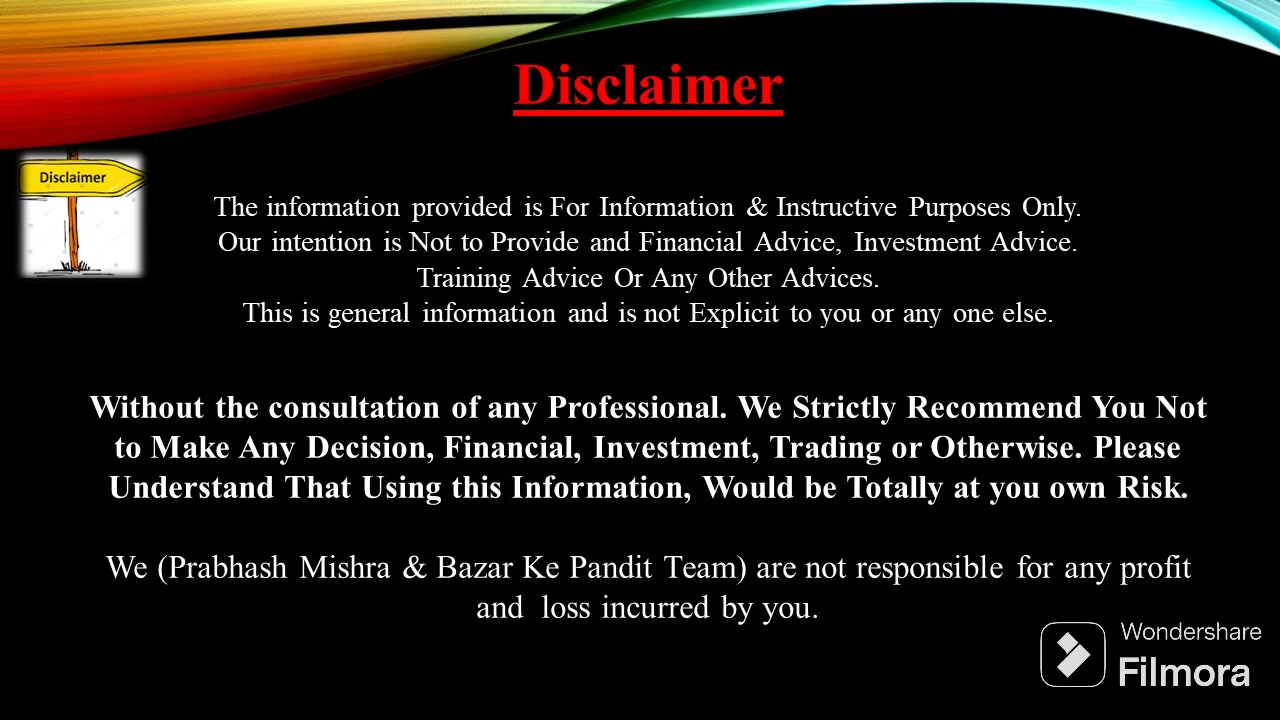 Disclaimer
Disclaimer
The information provided is For Information & Instructive Purposes Only.
Our intention is Not to Provide and Financial Advice, Investment Advice.
Training Advice Or Any Other Advices.
This is general information and is not Explicit to you or any one else.
Without the consultation of any Professional. We Strictly Recommend You Not
to Make Any Decision, Financial, Investment, Trading or Otherwise. Please
Understand That Using this Information, Would be Totally at you own Risk.
We (Prabhash Mishra & Bazar Ke Pandit Team) are not responsible for any profit
and loss incurred by you.
Wondershare
Filmora